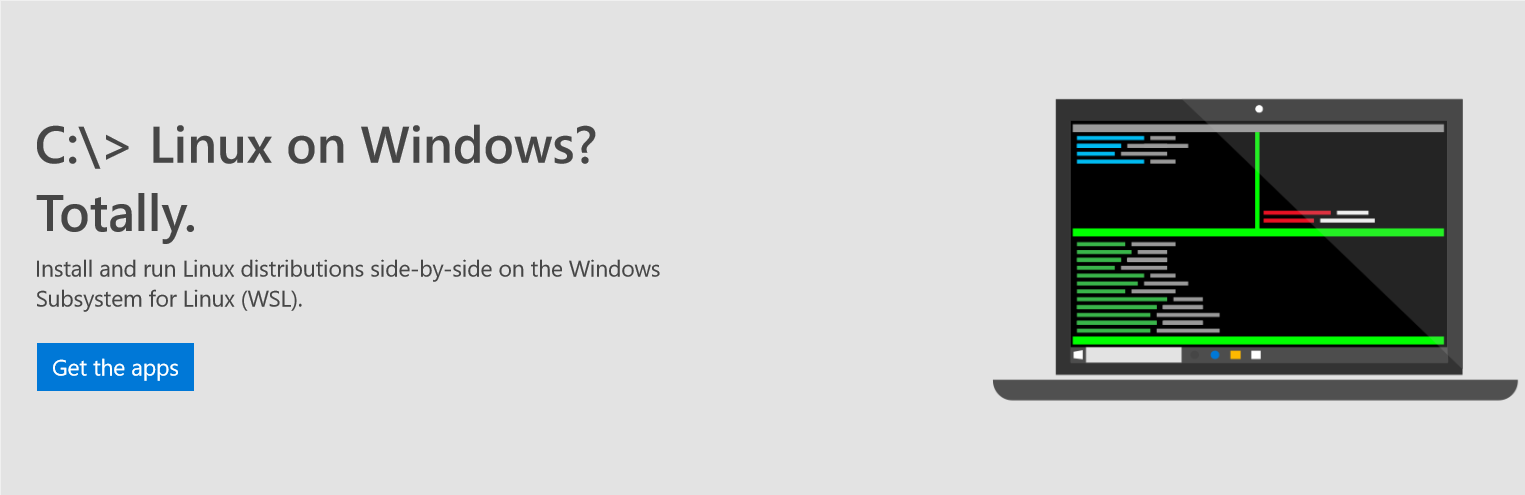 C:\> Linux on Windows?
Totally.
Install and run Linux distributions side-by-side on the Windows
Subsystem for Linux (WSL).
Get the apps